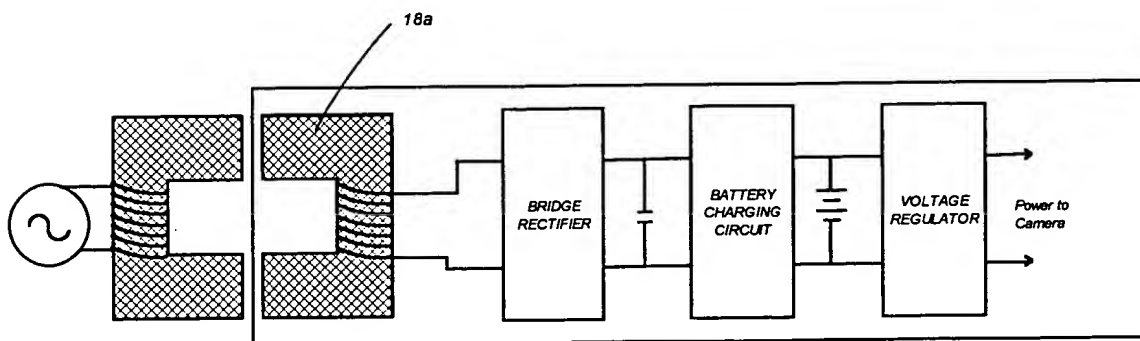 18a
BRIDGE
RECTIFIER
BATTERY
CHARGING
CIRCUIT
VOLTAGE
REGULATOR
Power to
Camera